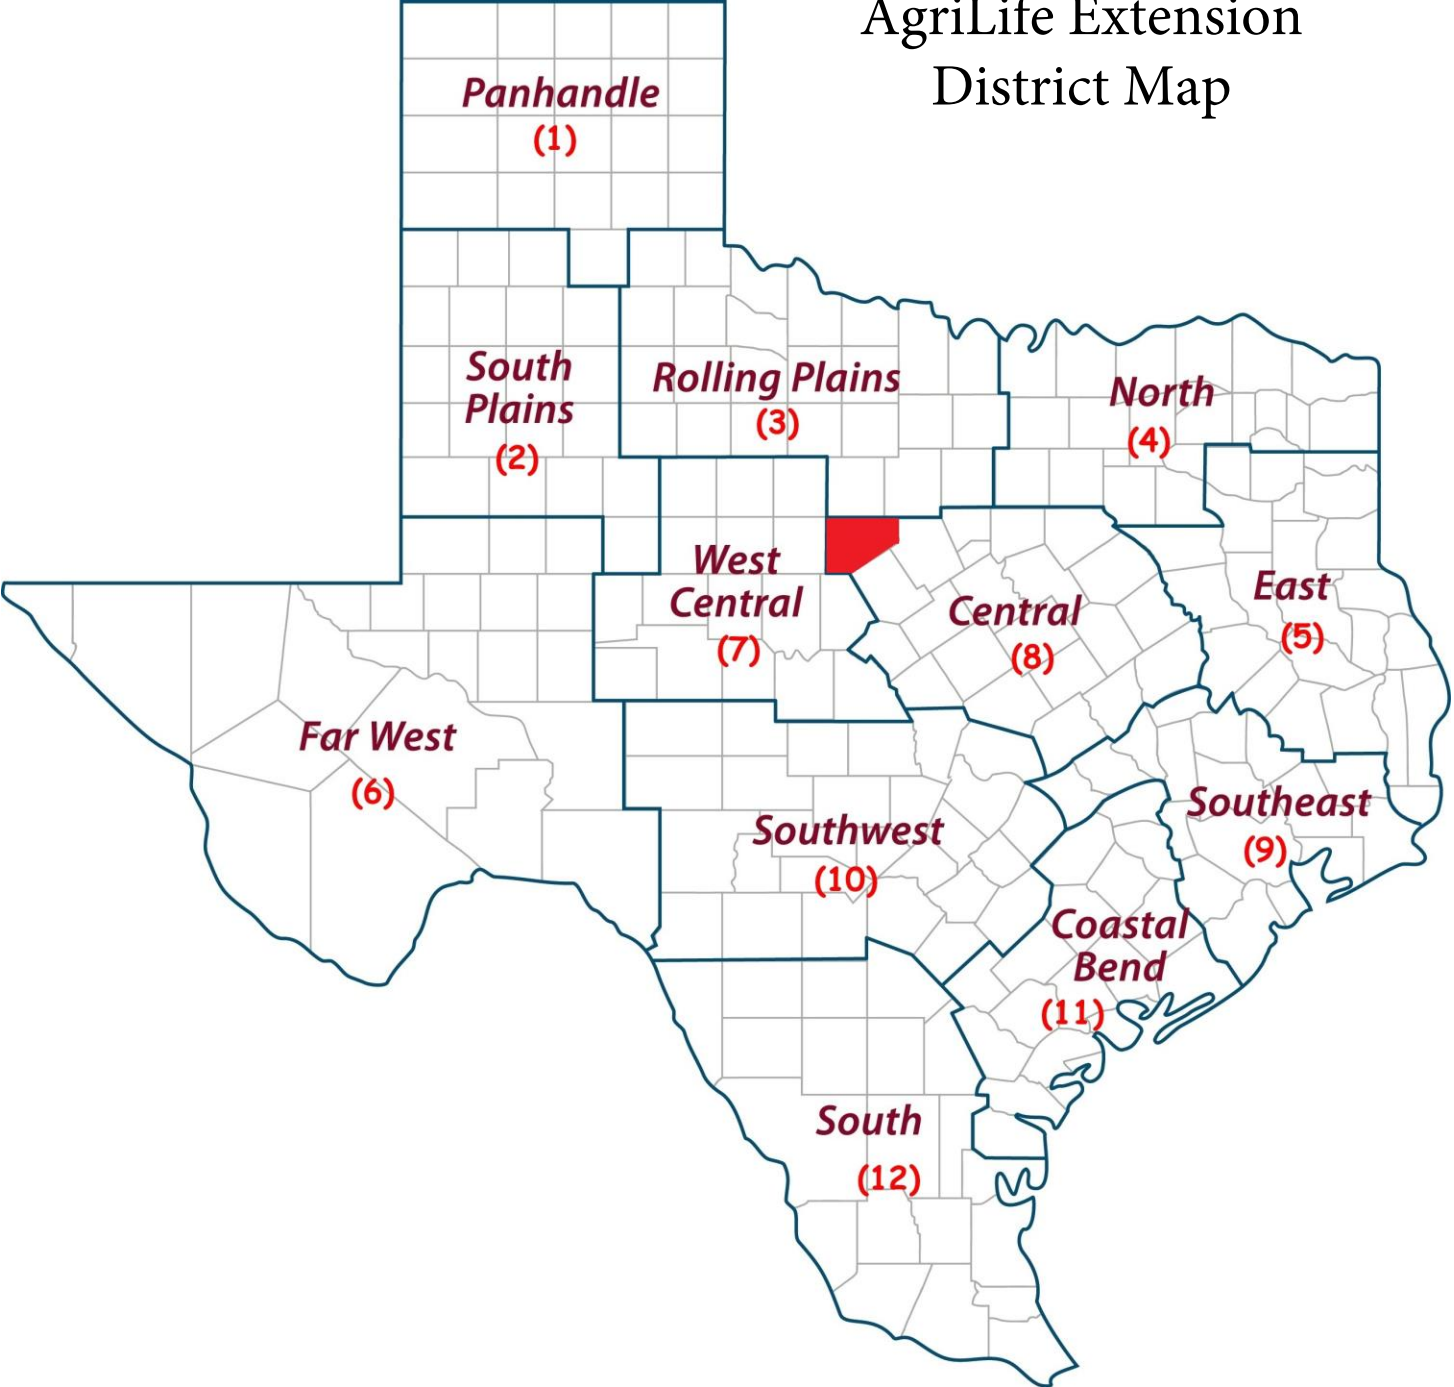 AgriLife Extension
District Map
Panhandle
(1)
South
Plains
(2)
Rolling Plains
(3)
North
(4)
West
Central
(7)
Central
(8)
East
(5)
Far West
(6)
Southwest
(10)
Southeast
(9)
Coastal
Bend
(11)
South
(12)